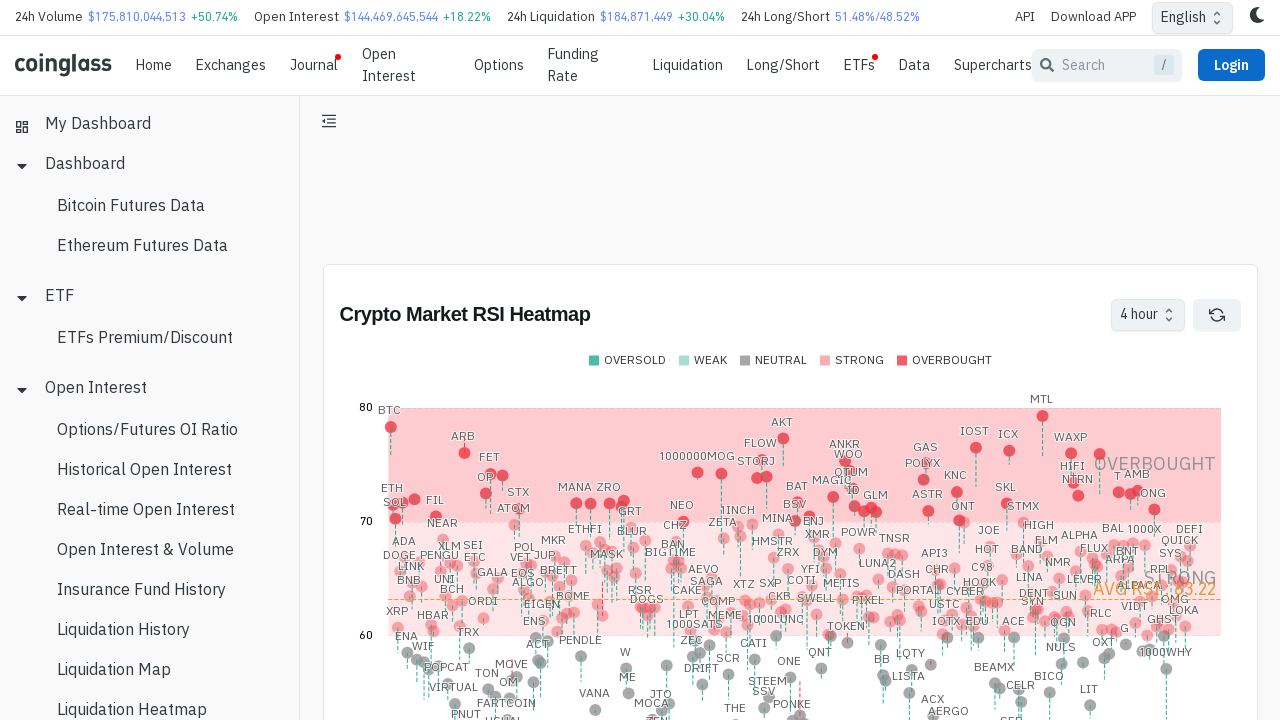 24h Volume $175,810,044,513 +50.74% Open Interest $144,469,645,544 +18.22% 24h Liquidation $184,871,449 +30.04% 24h Long/Short 51.48%/48.52% API Download APP English
coinglass Home Exchanges Journal Open Interest Options Funding Rate Liquidation Long/Short ETFs Data Supercharts Search / Login
My Dashboard
Dashboard
Bitcoin Futures Data
Ethereum Futures Data
ETF
ETFs Premium/Discount
Open Interest
Options/Futures OI Ratio
Historical Open Interest
Real-time Open Interest
Open Interest & Volume
Insurance Fund History
Liquidation History
Liquidation Map
Liquidation Heatmap
Crypto Market RSI Heatmap 4 hour
OVERSOLD WEAK NEUTRAL STRONG OVERBOUGHT
MTL
80 BTC
AKT
IOST ICX
ARB FLOW ANKR WAXP
GAS
FET 1000000MOG STORJ WOO POLYX HIFI OVERBOUGHT
OP QTUM KNC NTRN T AMB
ETH STX MANA ZRO BAT MAGIC ID GLM ASTR SKL
SOL FIL ATOM GRT NEO 1INCH BSV ONT STMX
70 NEAR ETHFI BLUR CHZ ZETA MINA ENJ POWR JOE HIGH BAL 1000X DEFI
ADA XLM SEI POL MKR BAN HMSTR XMR TNSR HOT ELM ALPHA QUICK
DOGE PENGU ETC VET JUP MASK BIGTIME ZRX DYM API3 BAND FLUX BNT SYS
LINK GALA EOS BRETT AEVO YFI LUNA2 CHR C98 NMR ARPA RPL
BNB UNI ALGO SAGA XTZ SXP COTI METIS DASH HOOK LINA LEVER ALPACA STRONG
BCH BOME RSR CAKE CKB PORTAL CYBER DENT SUN AVG RSI
ORDI EIGEN DOGS COMP SWELL PIXEL USTC SYN VIDT OMG
XRP HBAR ENS LPT MEME 1000LUNC IOTX EDU ACE OGN RLC GHST LOKA
60 ENA TRX PENDLE 1000SATS ZEC CATI TOKEN G
WIF ACT W SCR QNT BB LQTY NULS OXT 1000WHY
POPCAT TON MOVE ME DRIFT ONE LISTA BEAMX BICO
VIRTUAL OM VANA JTO STEEM CELR LIT
FARTCOIN MOCA SSV PONKE ACX
PNUT THE AERGO